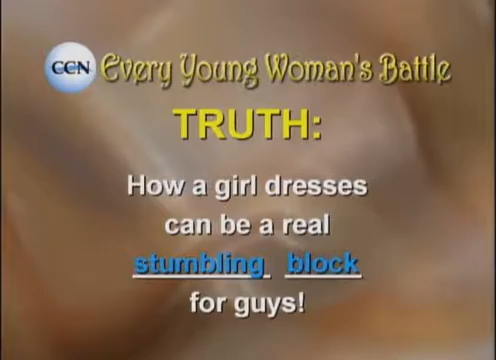 CCN Every Young Woman's Battle
TRUTH:
How a girl dresses
can be a real
stumbling block
for guys!